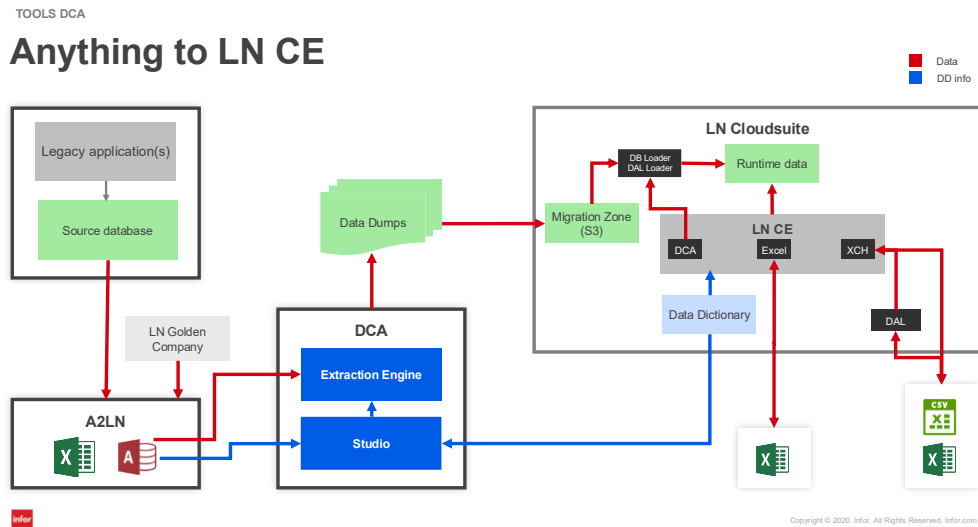 TOOLS DCA
Anything to LN CE
Data
DD info
Legacy application(s)
Source database
LN Golden
Company
A2LN
X
A
Data Dumps
DCA
Extraction Engine
Studio
LN Cloudsuite
DB Loader
DAL Loader
Runtime data
Migration Zone
(S3)
LN CE
DCA
Excel
XCH
Data Dictionary
DAL
X
CSV
X
X
infor
Copyright © 2020. Infor. All Rights Reserved. Infor.com